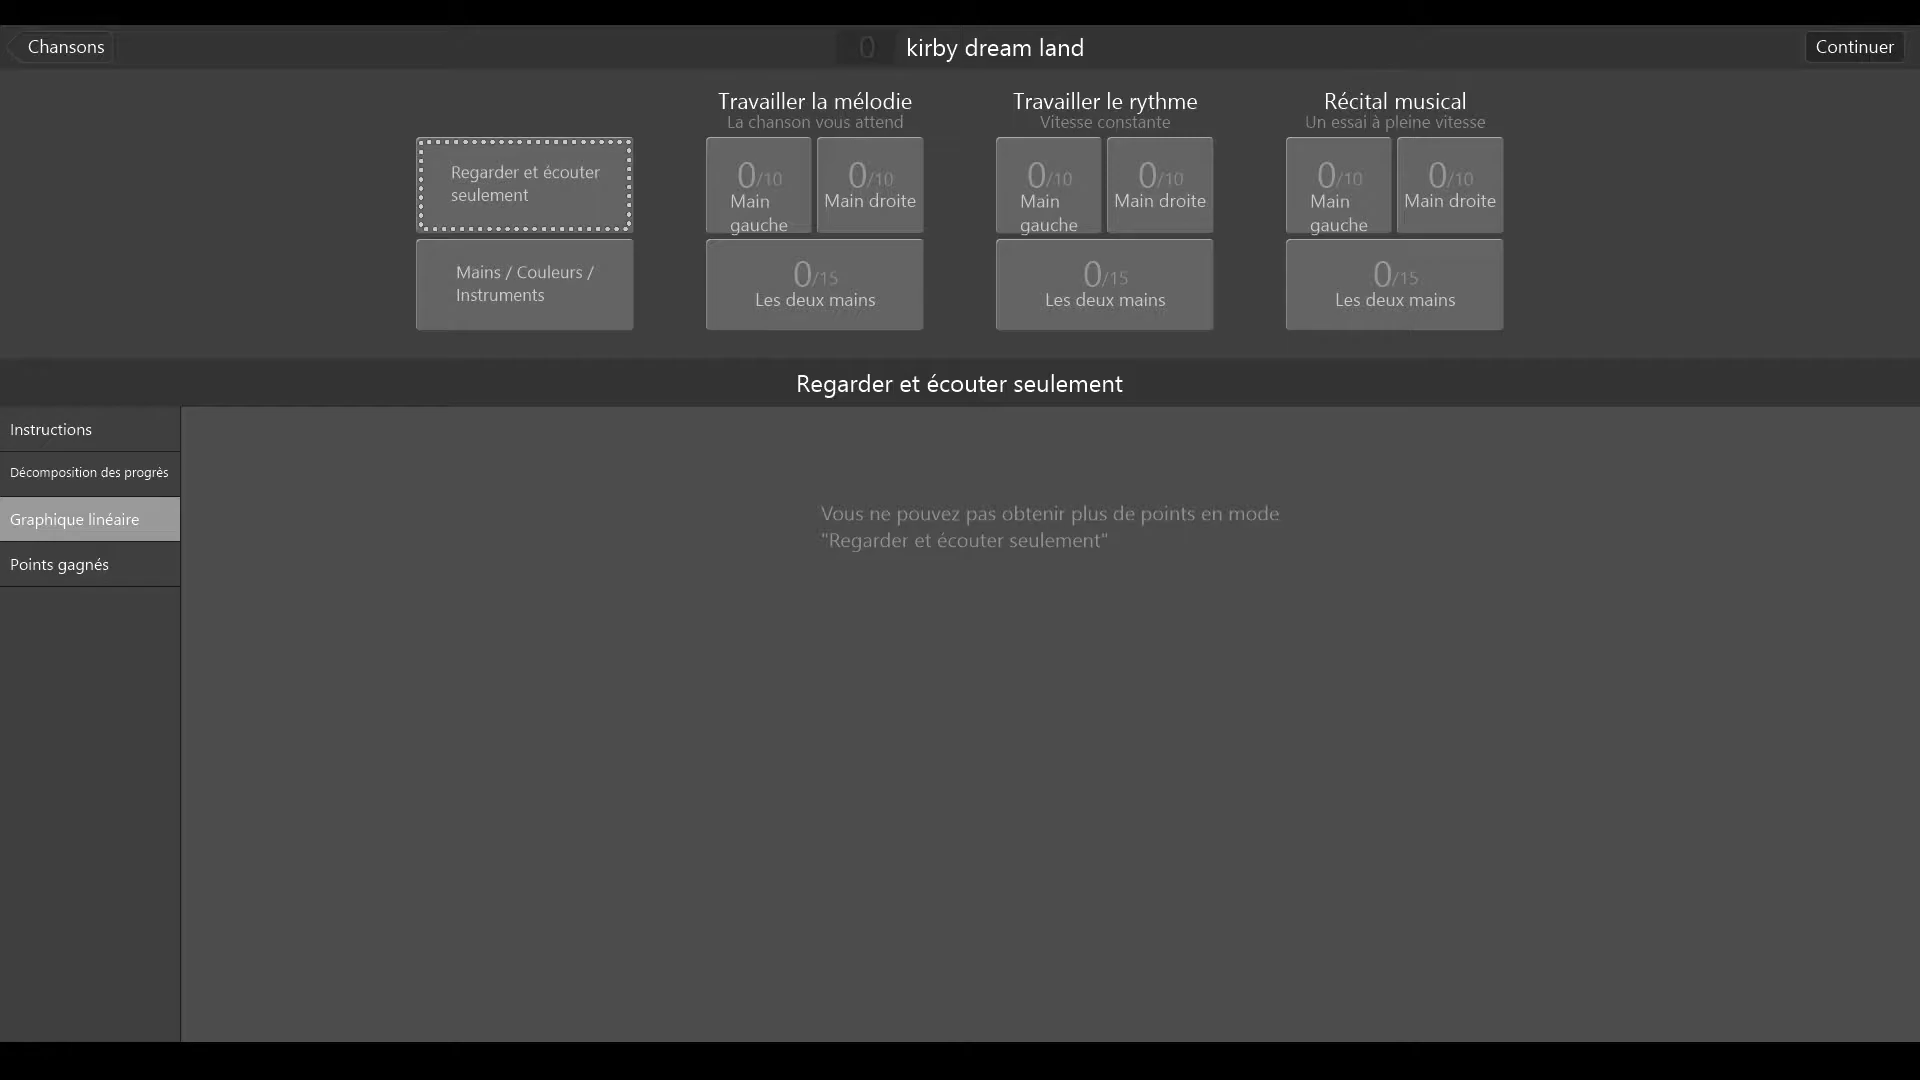 Chansons
0 kirby dream land
Continuer
Travailler la mélodie
La chanson vous attend
Travailler le rythme
Vitesse constante
Récital musical
Un essai à pleine vitesse
Regarder et écouter
seulement
0/10
Main
gauche
0/10
Main droite
0/10
Main
gauche
0/10
Main droite
0/10
Main
gauche
0/10
Main droite
Mains / Couleurs /
Instruments
0/15
Les deux mains
0/15
Les deux mains
0/15
Les deux mains
Regarder et écouter seulement
Instructions
Décomposition des progrès
Graphique linéaire
Points gagnés
Vous ne pouvez pas obtenir plus de points en mode
"Regarder et écouter seulement"